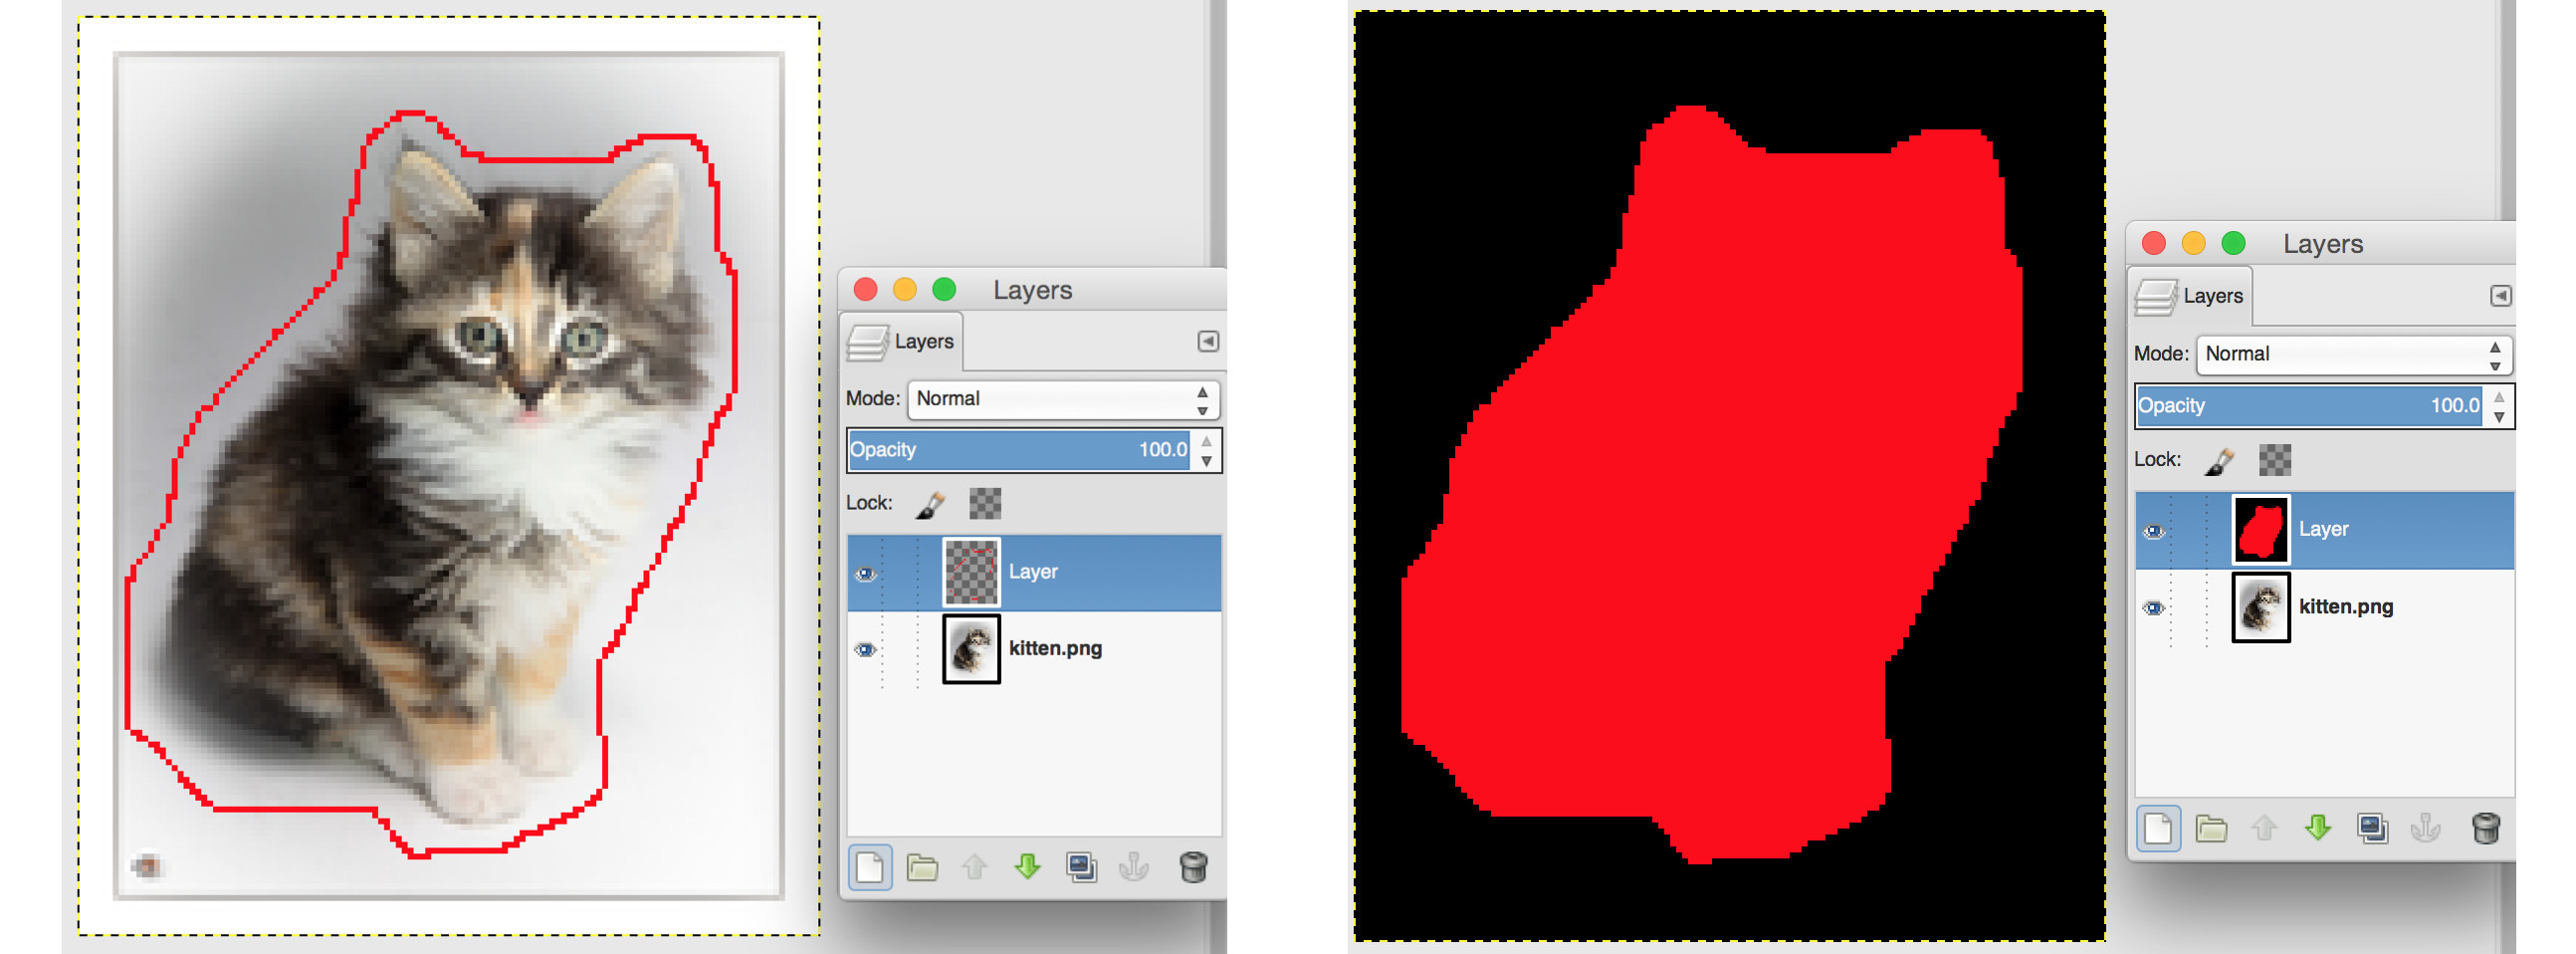 Layers
Layers
Mode: Normal
Opacity 100.0
Lock:
Layer
kitten.png
Layers
Layers
Mode: Normal
Opacity 100.0
Lock:
Layer
kitten.png